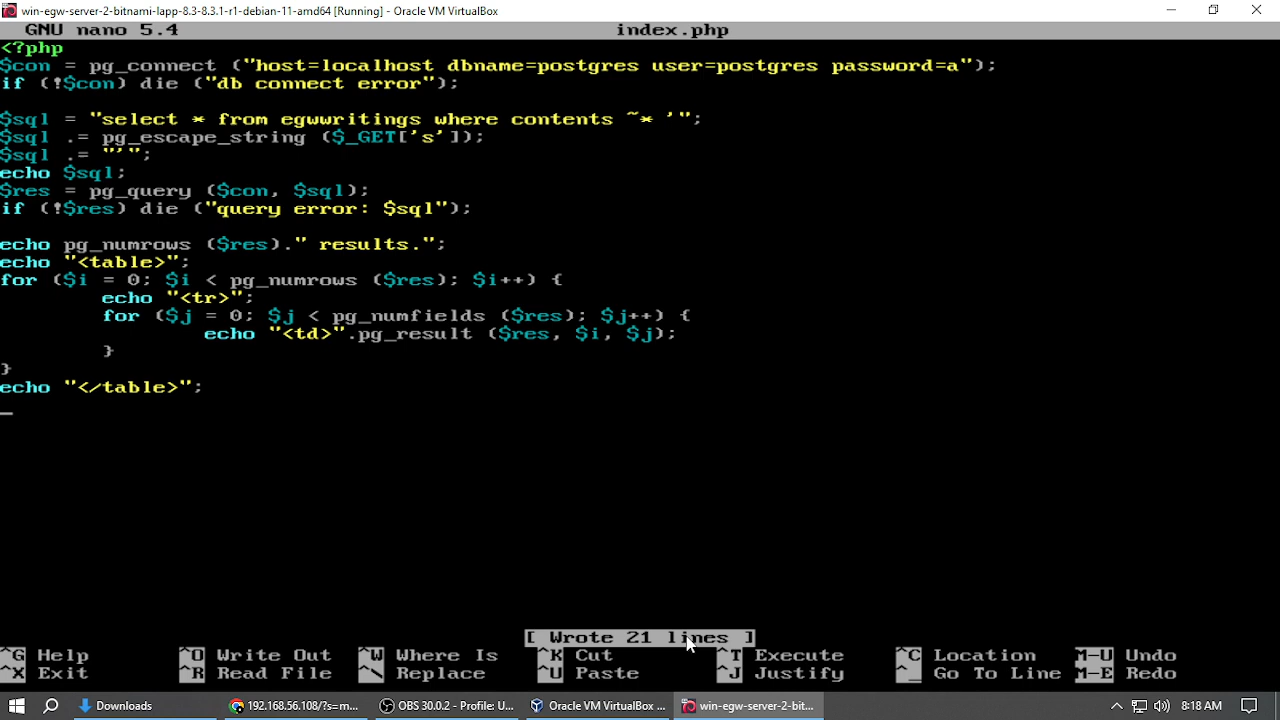 win-egw-server-2-bitnami-lapp-8.3-8.3.1-r1-debian-11-amd64 [Running] - Oracle VM VirtualBox
GNU nano 5.4 index.php
<?php
$con = pg_connect ("host=localhost dbname=postgres user=postgres password=a");
if (!$con) die ("db connect error");
$sql = "select * from egwwritings where contents ~* '";
$sql .= pg_escape_string ($_GET['s']);
$sql .= "'";
echo $sql;
$res = pg_query ($con, $sql);
if (!$res) die ("query error: $sql");
echo pg_numrows ($res)." results.";
echo "<table>";
for ($i = 0; $i < pg_numrows ($res); $i++) {
echo "<tr>";
for ($j = 0; $j < pg_numfields ($res); $j++) {
echo "<td>".pg_result ($res, $i, $j);
}
}
echo "</table>";
[ Wrote 21 lines ]
^G Help ^O Write Out ^W Where Is ^K Cut ^T Execute ^C Location M-U Undo
^X Exit ^R Read File ^\ Replace ^U Paste ^J Justify ^_ Go To Line M-E Redo
Downloads 192.168.56.108/?s=m... OBS 30.0.2 - Profile: U... Oracle VM VirtualBox ... win-egw-server-2-bit... 8:18 AM